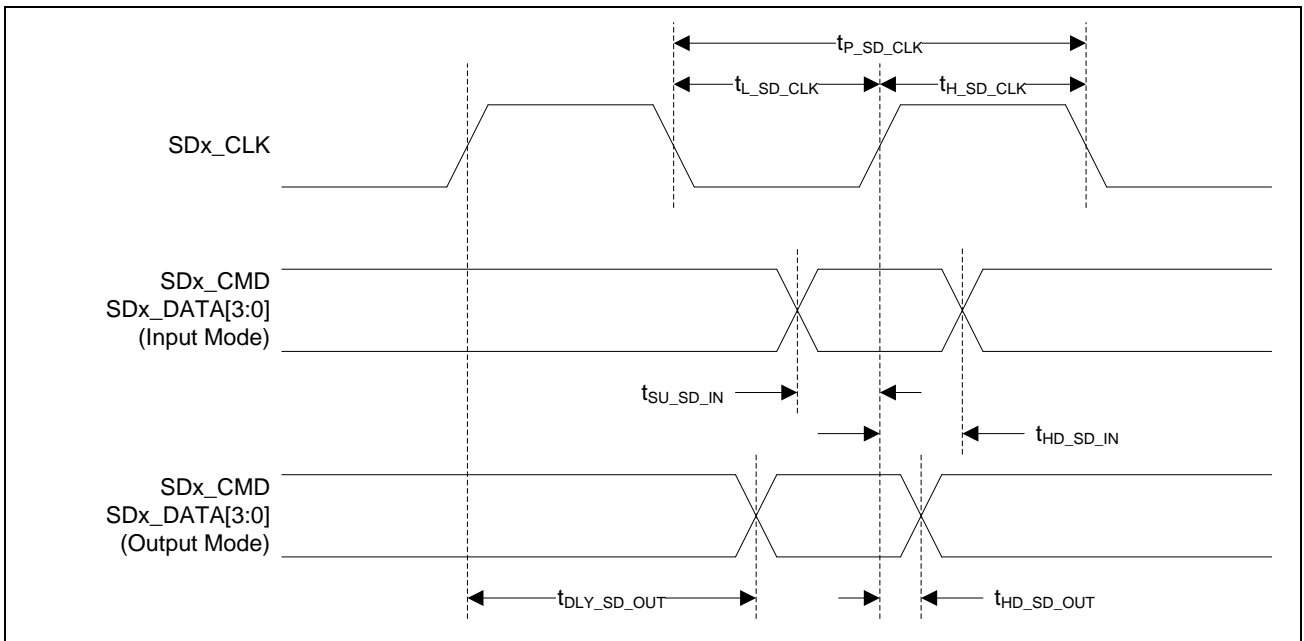 tP_SD_CLK
tL_SD_CLK
tH_SD_CLK
SDx_CLK
SDx_CMD
SDx_DATA[3:0]
(Input Mode)
tSU_SD_IN
tHD_SD_IN
SDx_CMD
SDx_DATA[3:0]
(Output Mode)
tDLY_SD_OUT
tHD_SD_OUT